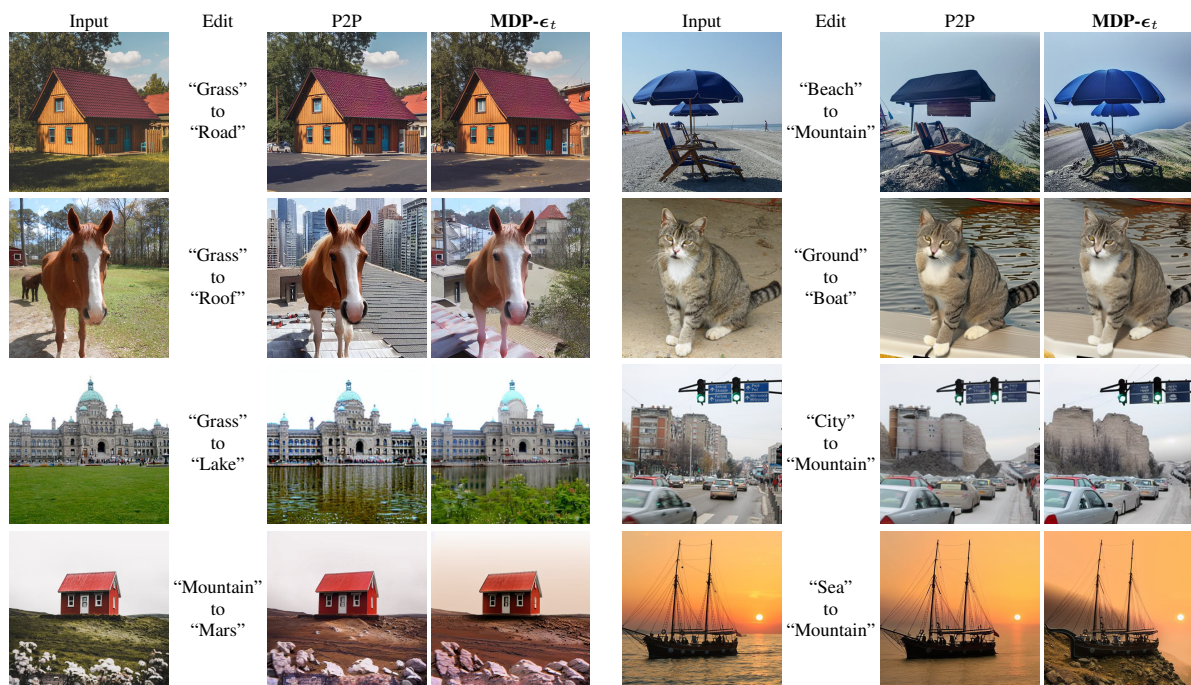 Input Edit P2P MDP-ϵt Input Edit P2P MDP-ϵt
“Grass”
to
“Road”
“Beach”
to
“Mountain”
“Grass”
to
“Roof”
“Ground”
to
“Boat”
“Grass”
to
“Lake”
“City”
to
“Mountain”
“Mountain”
to
“Mars”
“Sea”
to
“Mountain”